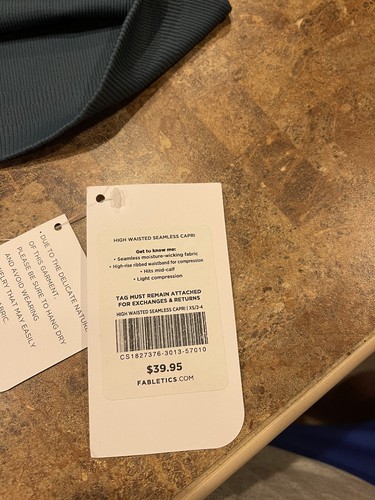 HIGH WAISTED SEAMLESS CAPRI
Get to know me:
• Seamless moisture-wicking fabric
• High-rise ribbed waistband for compression
• Hits mid-calf
• Light compression
TAG MUST REMAIN ATTACHED
FOR EXCHANGES & RETURNS
HIGH WAISTED SEAMLESS CAPRI | XS/2-4
CS1827376-3013-57010
$39.95
FABLETICS.COM
• DUE TO THE DELICATE NATURE
OF THIS GARMENT,
PLEASE BE SURE TO HANG DRY
AND AVOID WEARING
THAT MAY EASILY